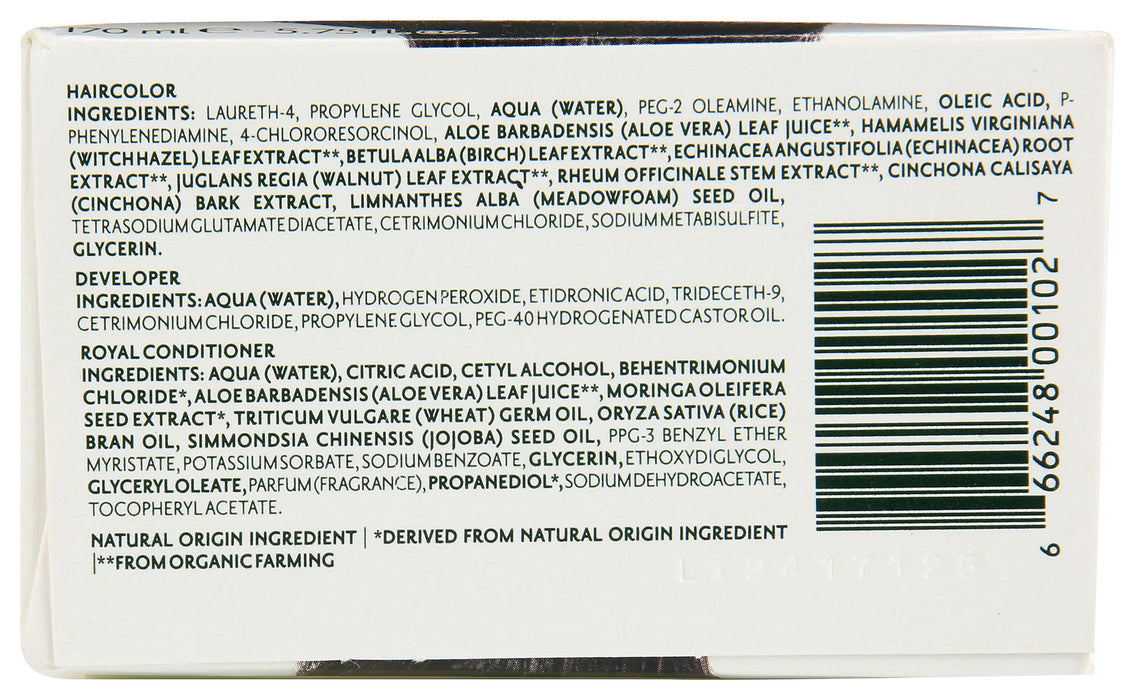 170 ml e - 5.75 fl. oz.
HAIRCOLOR
INGREDIENTS: LAURETH-4, PROPYLENE GLYCOL, AQUA (WATER), PEG-2 OLEAMINE, ETHANOLAMINE, OLEIC ACID, P-
PHENYLENEDIAMINE, 4-CHLORORESORCINOL, ALOE BARBADENSIS (ALOE VERA) LEAF JUICE**, HAMAMELIS VIRGINIANA
(WITCH HAZEL) LEAF EXTRACT**, BETULA ALBA (BIRCH) LEAF EXTRACT**, ECHINACEA ANGUSTIFOLIA (ECHINACEA) ROOT
EXTRACT**, JUGLANS REGIA (WALNUT) LEAF EXTRACT**, RHEUM OFFICINALE STEM EXTRACT**, CINCHONA CALISAYA
(CINCHONA) BARK EXTRACT, LIMNANTHES ALBA (MEADOWFOAM) SEED OIL,
TETRASODIUM GLUTAMATE DIACETATE, CETRIMONIUM CHLORIDE, SODIUM METABISULFITE,
GLYCERIN.
DEVELOPER
INGREDIENTS: AQUA (WATER), HYDROGEN PEROXIDE, ETIDRONIC ACID, TRIDECETH-9,
CETRIMONIUM CHLORIDE, PROPYLENE GLYCOL, PEG-40 HYDROGENATED CASTOR OIL.
ROYAL CONDITIONER
INGREDIENTS: AQUA (WATER), CITRIC ACID, CETYL ALCOHOL, BEHENTRIMONIUM
CHLORIDE*, ALOE BARBADENSIS (ALOE VERA) LEAF JUICE**, MORINGA OLEIFERA
SEED EXTRACT*, TRITICUM VULGARE (WHEAT) GERM OIL, ORYZA SATIVA (RICE)
BRAN OIL, SIMMONDSIA CHINENSIS (JOJOBA) SEED OIL, PPG-3 BENZYL ETHER
MYRISTATE, POTASSIUM SORBATE, SODIUM BENZOATE, GLYCERIN, ETHOXYDIGLYCOL,
GLYCERYL OLEATE, PARFUM (FRAGRANCE), PROPANEDIOL*, SODIUM DEHYDROACETATE,
TOCOPHERYL ACETATE.
NATURAL ORIGIN INGREDIENT | *DERIVED FROM NATURAL ORIGIN INGREDIENT
|**FROM ORGANIC FARMING
6 66248 00102 7
LT2417125